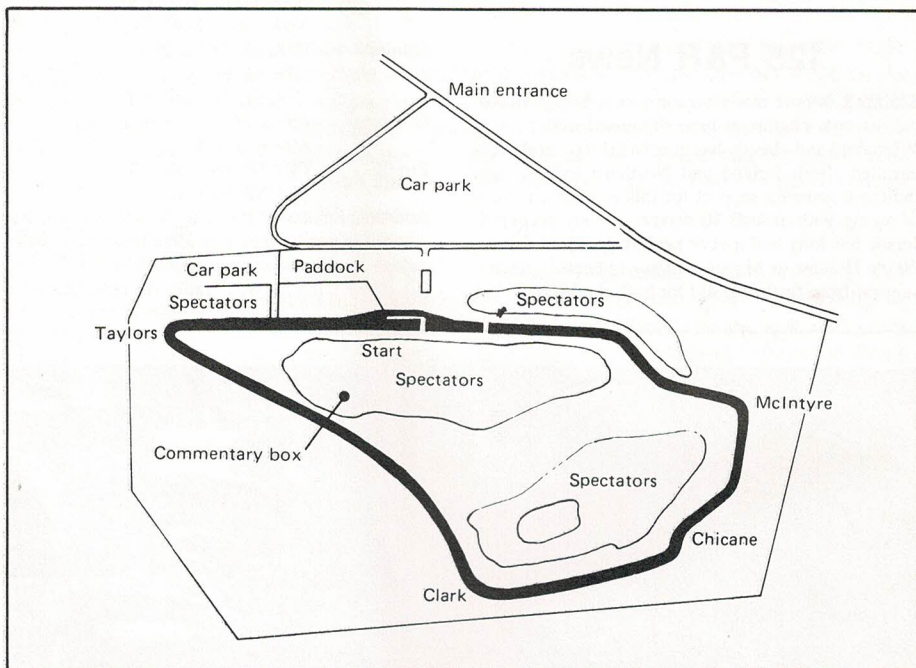 Main entrance
Car park
Car park
Paddock
Spectators
Spectators
Taylors
Start
Spectators
McIntyre
Commentary box
Spectators
Chicane
Clark